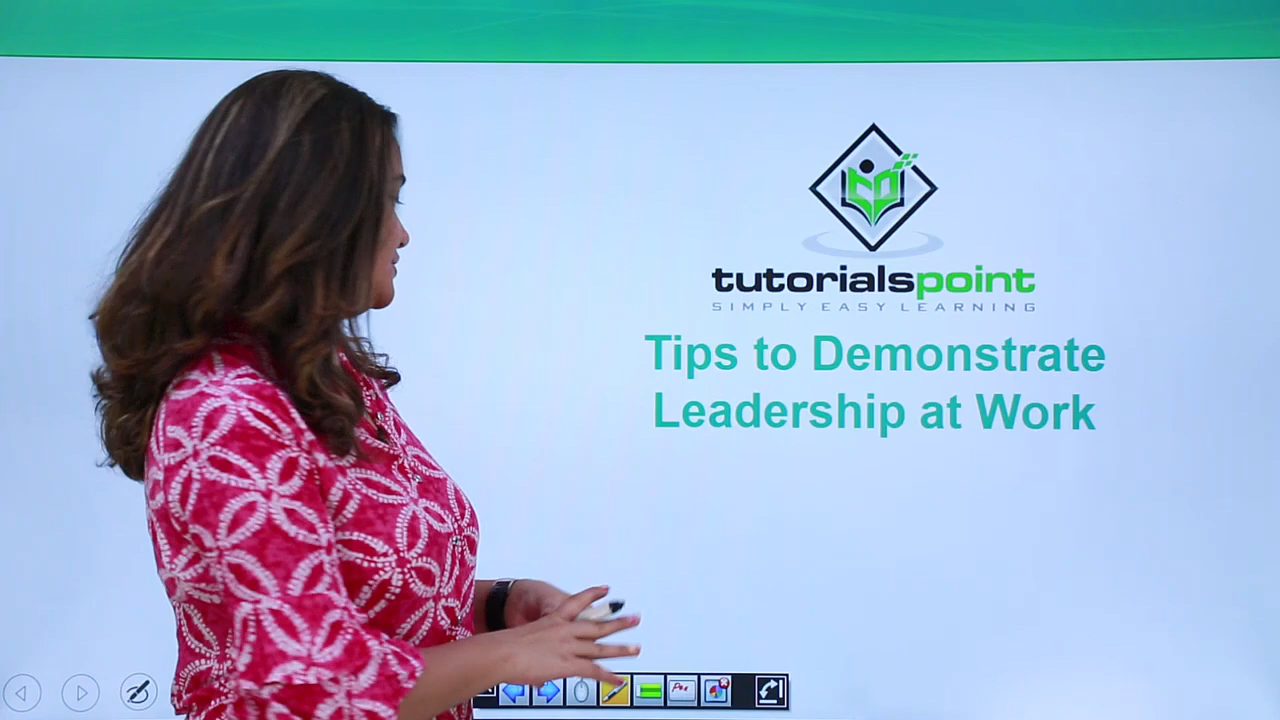 tutorialspoint
SIMPLY EASY LEARNING
Tips to Demonstrate
Leadership at Work